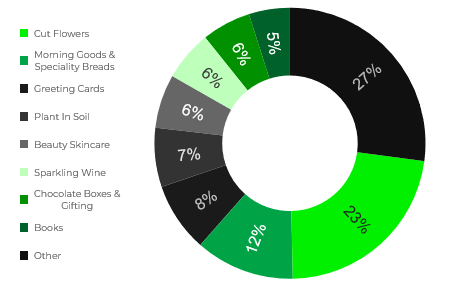 Cut Flowers
Morning Goods &
Speciality Breads
Greeting Cards
Plant In Soil
Beauty Skincare
Sparkling Wine
Chocolate Boxes &
Gifting
Books
Other
27%
23%
12%
8%
7%
6%
6%
6%
5%